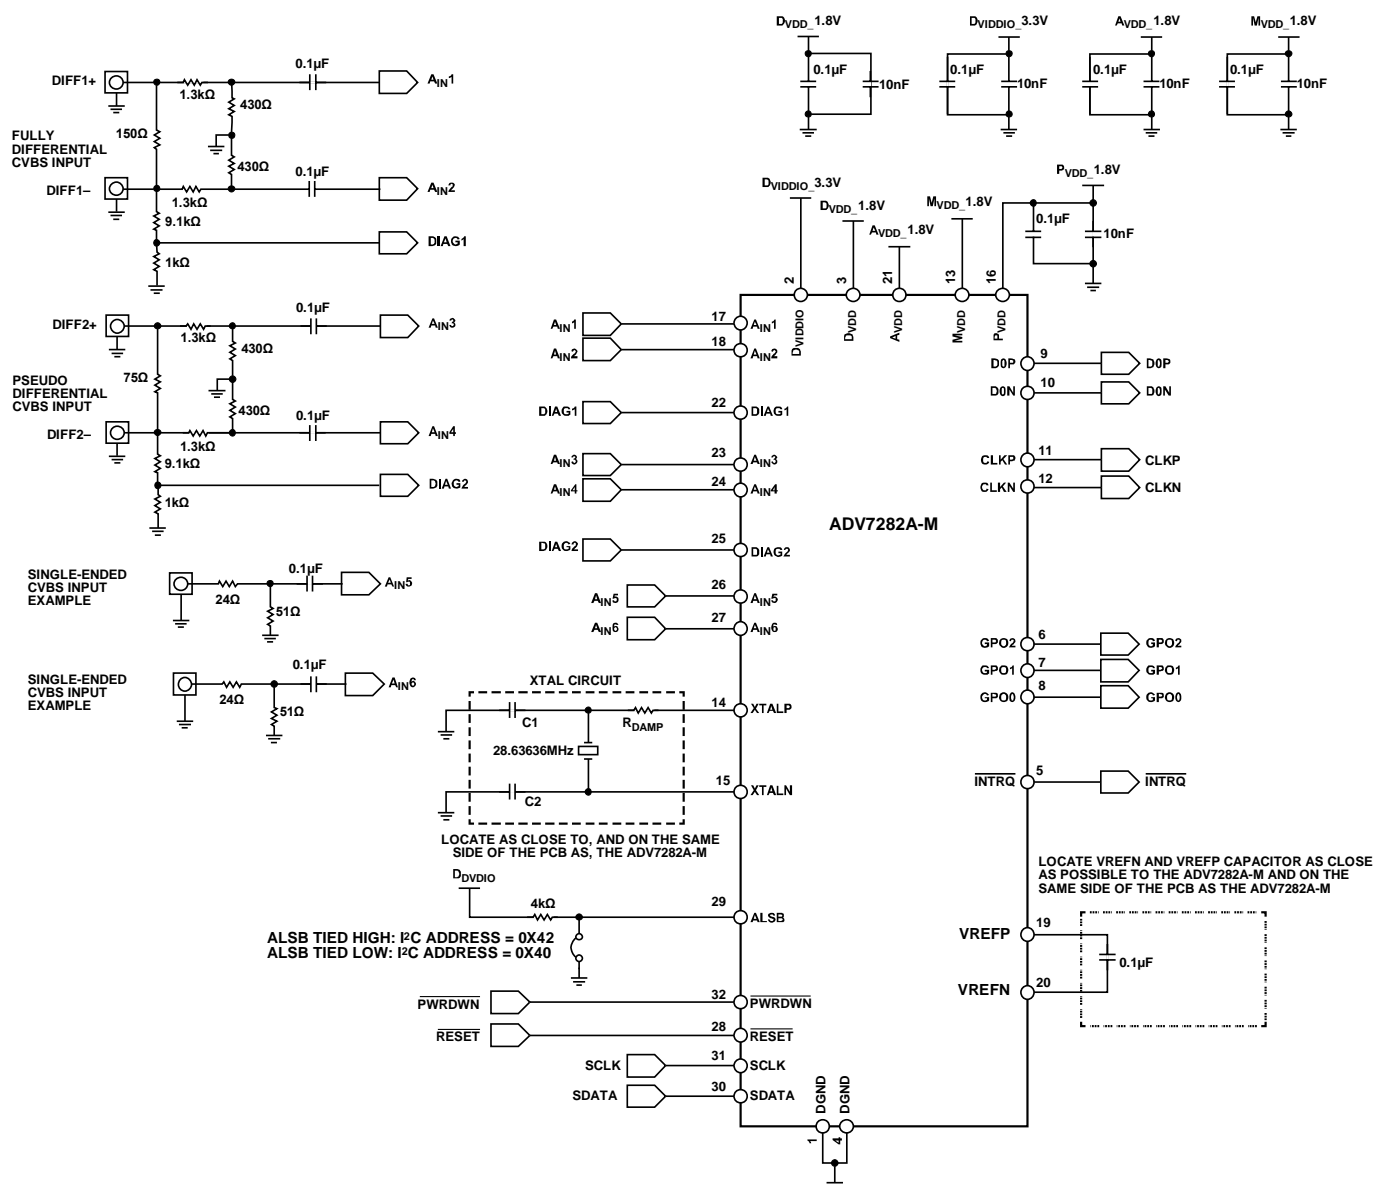 DVDD_1.8V
DVIDDIO_3.3V
AVDD_1.8V
MVDD_1.8V
0.1µF
10nF
0.1µF
10nF
0.1µF
10nF
0.1µF
10nF
DIFF1+
1.3kΩ
0.1µF
AIN1
430Ω
150Ω
FULLY
DIFFERENTIAL
CVBS INPUT
430Ω
DIFF1–
1.3kΩ
0.1µF
AIN2
9.1kΩ
DIAG1
1kΩ
DIFF2+
1.3kΩ
0.1µF
AIN3
430Ω
75Ω
PSEUDO
DIFFERENTIAL
CVBS INPUT
430Ω
DIFF2–
1.3kΩ
0.1µF
AIN4
9.1kΩ
DIAG2
1kΩ
SINGLE-ENDED
CVBS INPUT
EXAMPLE
24Ω
0.1µF
AIN5
51Ω
SINGLE-ENDED
CVBS INPUT
EXAMPLE
24Ω
0.1µF
AIN6
51Ω
DVIDDIO_3.3V
DVDD_1.8V
AVDD_1.8V
MVDD_1.8V
PVDD_1.8V
0.1µF
10nF
2
3
21
13
16
DVIDDIO
DVDD
AVDD
MVDD
PVDD
AIN1 17 AIN1
AIN2 18 AIN2
DIAG1 22 DIAG1
AIN3 23 AIN3
AIN4 24 AIN4
DIAG2 25 DIAG2
AIN5 26 AIN5
AIN6 27 AIN6
ADV7282A-M
D0P 9 D0P
D0N 10 D0N
CLKP 11 CLKP
CLKN 12 CLKN
GPO2 6 GPO2
GPO1 7 GPO1
GPO0 8 GPO0
INTRQ 5 INTRQ
XTAL CIRCUIT
C1
RDAMP
14 XTALP
28.63636MHz
C2
15 XTALN
LOCATE AS CLOSE TO, AND ON THE SAME
SIDE OF THE PCB AS, THE ADV7282A-M
DDVDIO
4kΩ
29 ALSB
ALSB TIED HIGH: I²C ADDRESS = 0X42
ALSB TIED LOW: I²C ADDRESS = 0X40
LOCATE VREFN AND VREFP CAPACITOR AS CLOSE
AS POSSIBLE TO THE ADV7282A-M AND ON THE
SAME SIDE OF THE PCB AS THE ADV7282A-M
VREFP 19
0.1µF
VREFN 20
PWRDWN 32 PWRDWN
RESET 28 RESET
SCLK 31 SCLK
SDATA 30 SDATA
DGND
DGND
1
4